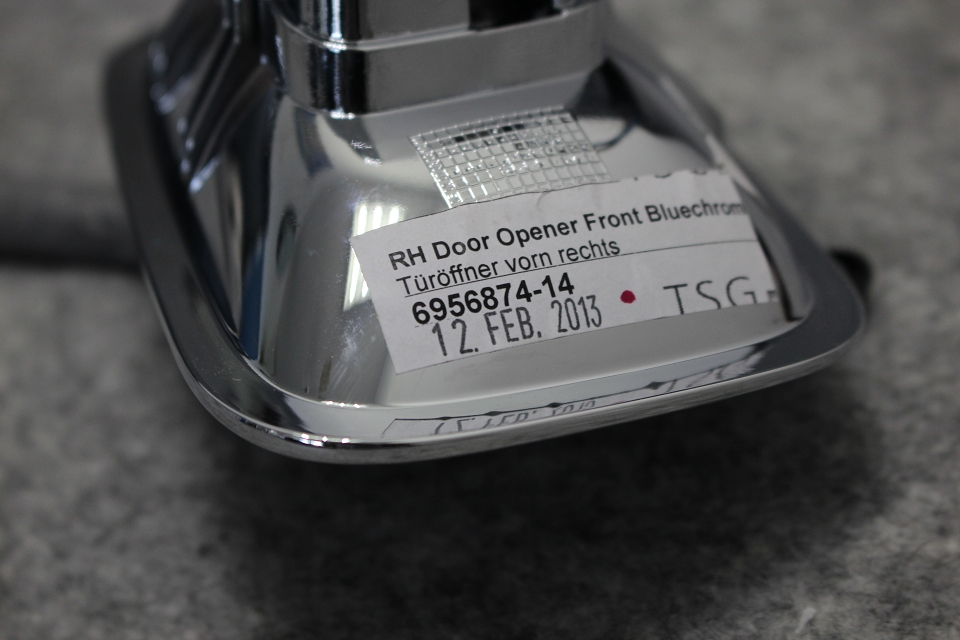 RH Door Opener Front Bluechrom
Türöffner vorn rechts
6956874-14
12. FEB. 2013 TSG-